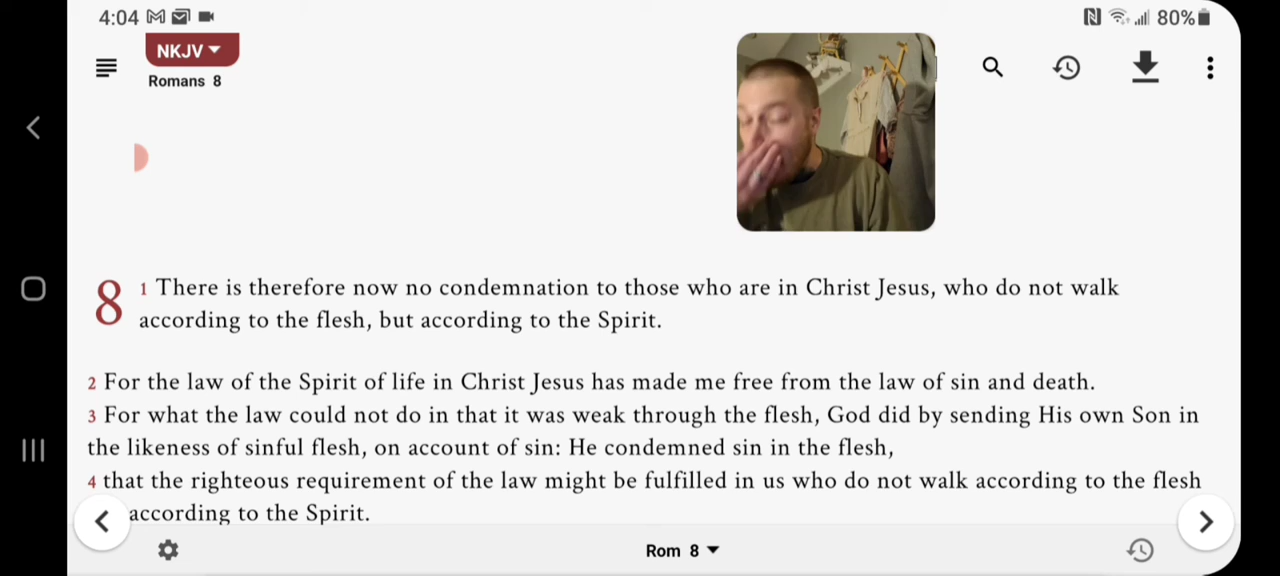 4:04
80%
NKJV
Romans 8
8
1 There is therefore now no condemnation to those who are in Christ Jesus, who do not walk
according to the flesh, but according to the Spirit.
2 For the law of the Spirit of life in Christ Jesus has made me free from the law of sin and death.
3 For what the law could not do in that it was weak through the flesh, God did by sending His own Son in
the likeness of sinful flesh, on account of sin: He condemned sin in the flesh,
4 that the righteous requirement of the law might be fulfilled in us who do not walk according to the flesh
according to the Spirit.
Rom 8